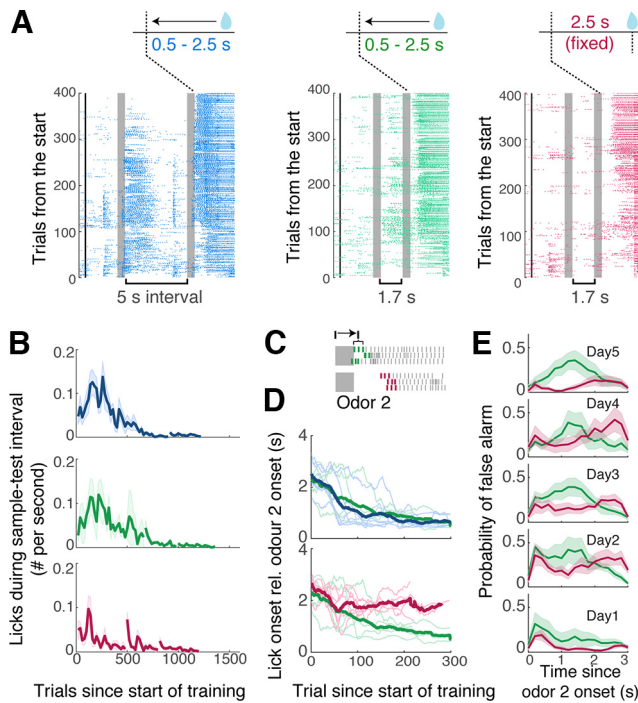 A
0.5 - 2.5 s
0.5 - 2.5 s
2.5 s
(fixed)
Trials from the start
400
300
200
100
0
5 s interval
Trials from the start
400
300
200
100
0
1.7 s
Trials from the start
400
300
200
100
0
1.7 s
B
Licks durng sample-test interval
(# per second)
0.2
0.1
0
0.2
0.1
0
0.2
0.1
0
0 500 1000 1500
Trials since start of training
C
Odor 2
D
Lick onset rel. odour 2 onset (s)
4
3
2
1
0
4
3
2
1
0
0 100 200 300
Trial since start of training
E
Probability of false alarm
0.5
0
Day5
0.5
0
Day4
0.5
0
Day3
0.5
0
Day2
0.5
0
Day1
0 1 2 3
Time since
odor 2 onset (s)